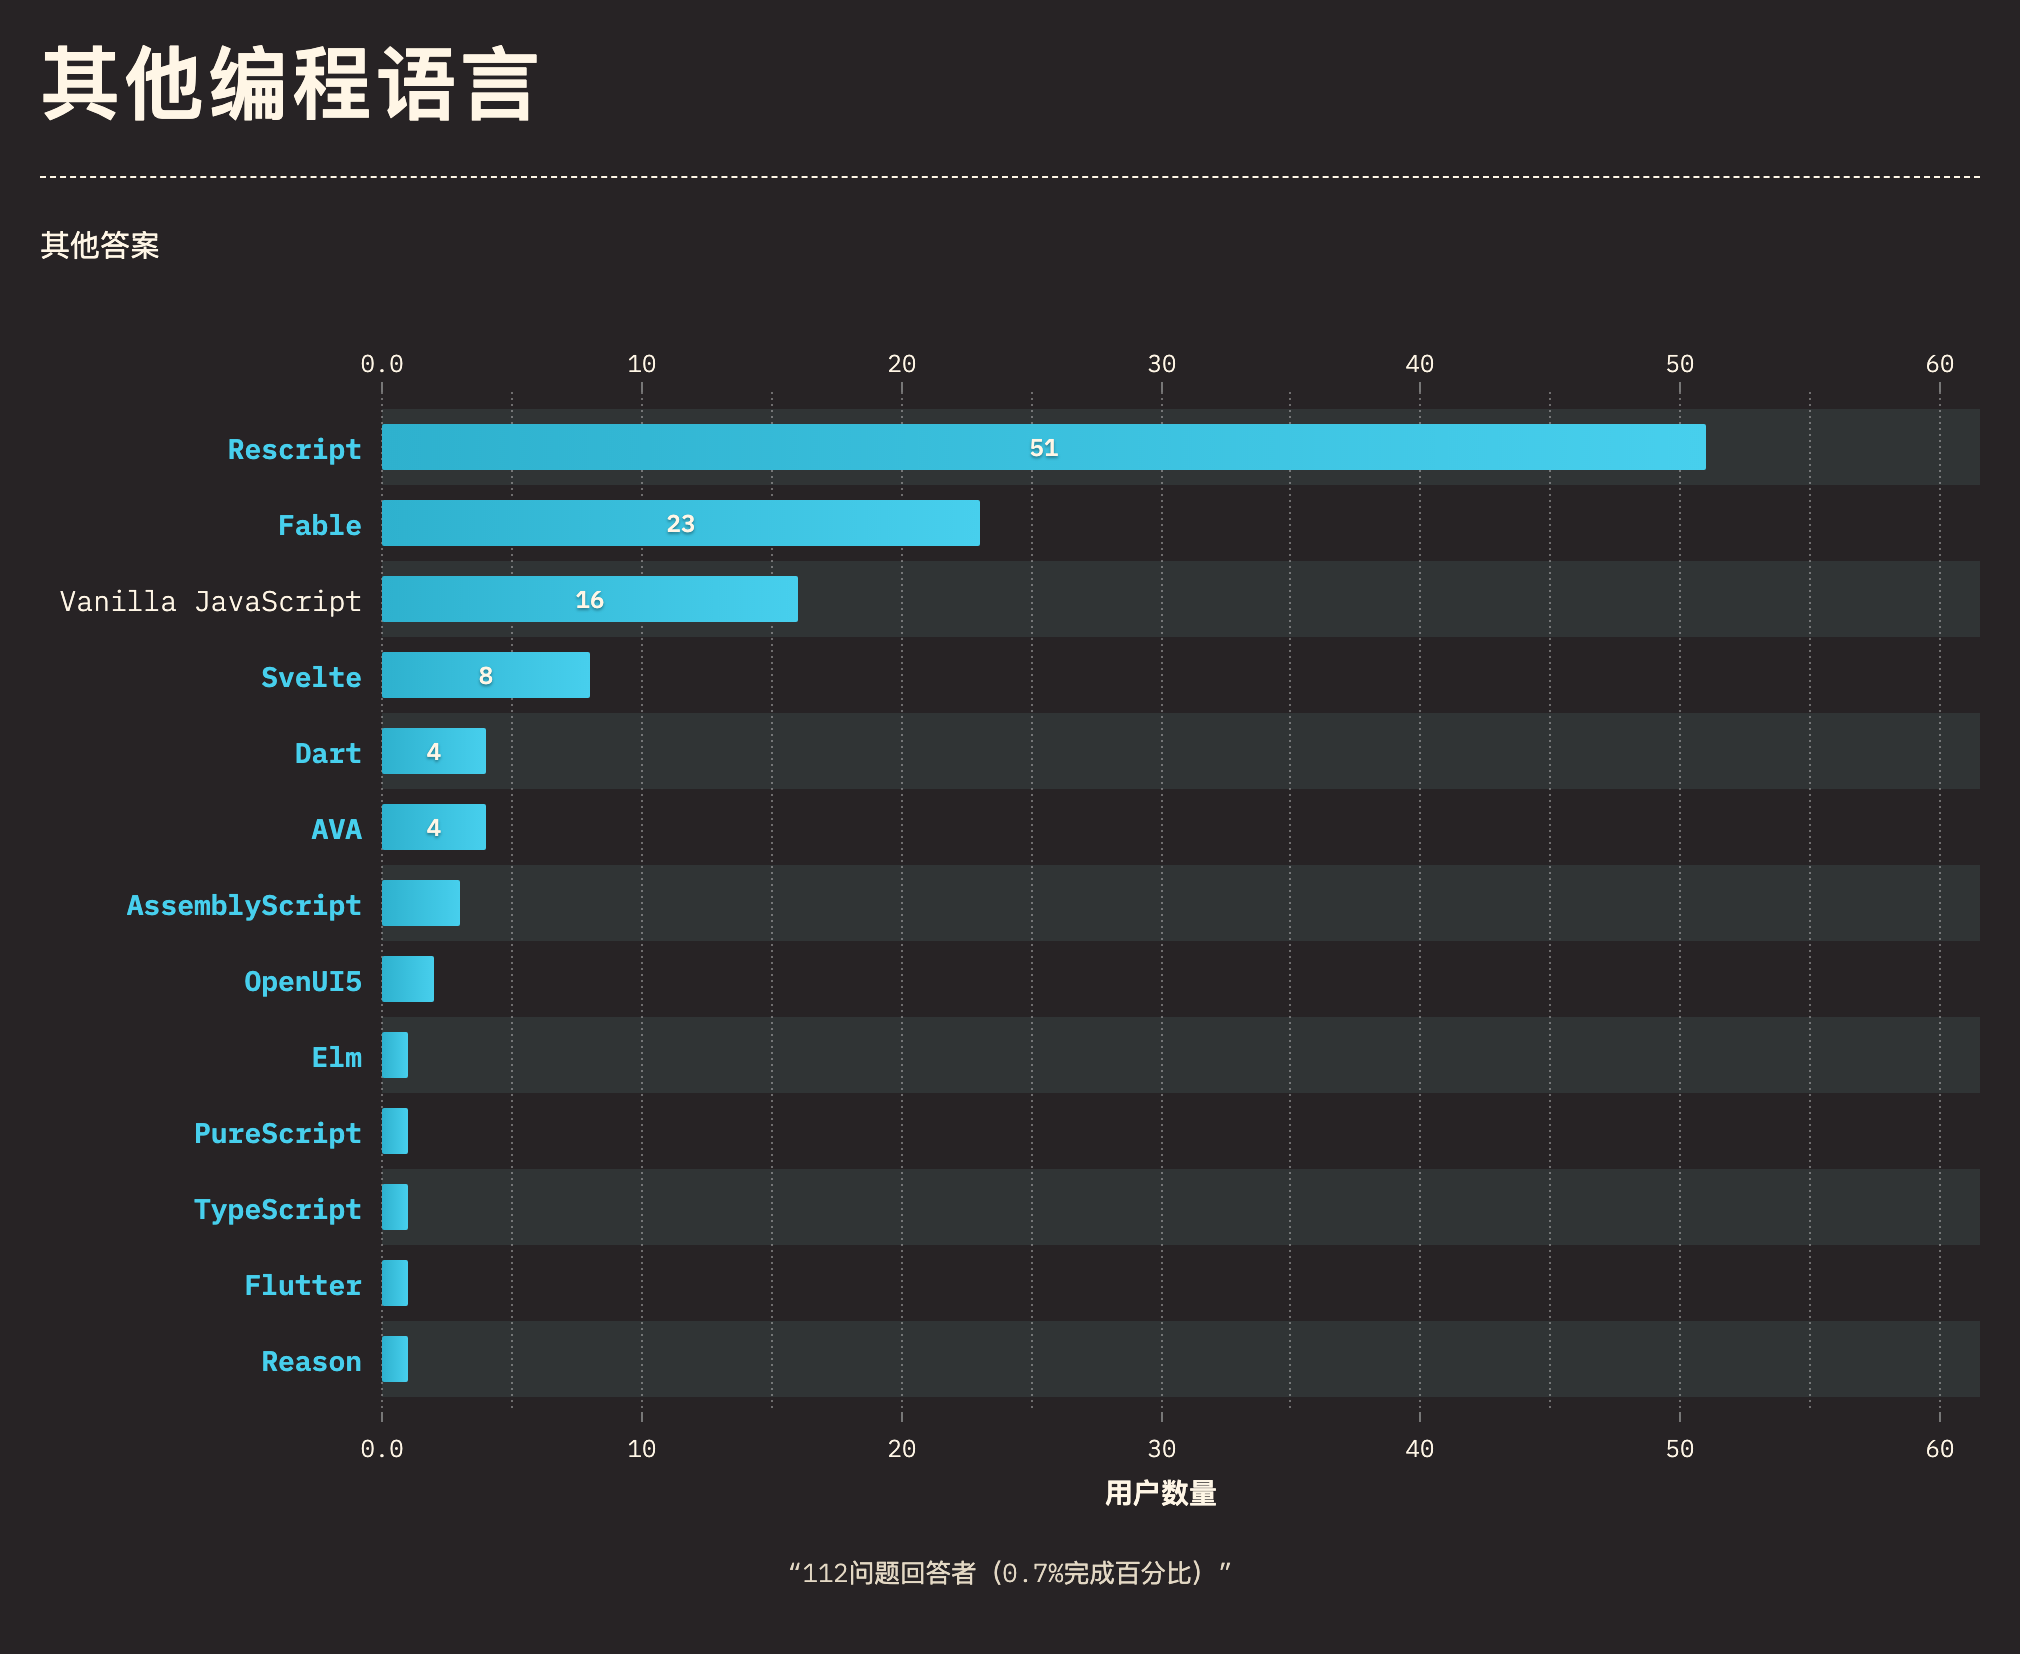 其他编程语言
其他答案
0.0 10 20 30 40 50 60
Rescript 51
Fable 23
Vanilla JavaScript 16
Svelte 8
Dart 4
AVA 4
AssemblyScript
OpenUI5
Elm
PureScript
TypeScript
Flutter
Reason
0.0 10 20 30 40 50 60
用户数量
“112问题回答者（0.7%完成百分比）”